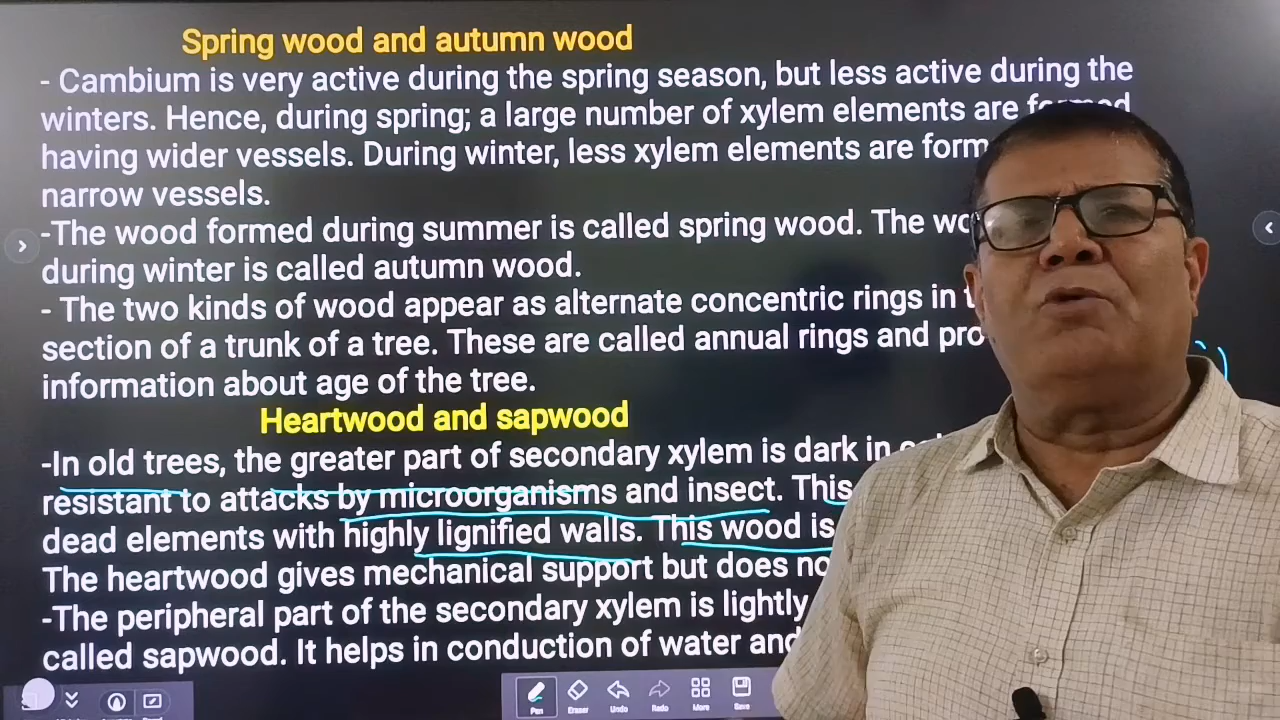 Spring wood and autumn wood
- Cambium is very active during the spring season, but less active during the
winters. Hence, during spring; a large number of xylem elements are formed
having wider vessels. During winter, less xylem elements are form
narrow vessels.
-The wood formed during summer is called spring wood. The wo
during winter is called autumn wood.
- The two kinds of wood appear as alternate concentric rings in t
section of a trunk of a tree. These are called annual rings and pro
information about age of the tree.
Heartwood and sapwood
-In old trees, the greater part of secondary xylem is dark in
resistant to attacks by microorganisms and insect. This
dead elements with highly lignified walls. This wood is
The heartwood gives mechanical support but does no
-The peripheral part of the secondary xylem is lightly
called sapwood. It helps in conduction of water and
Pen Eraser Undo Redo More Save